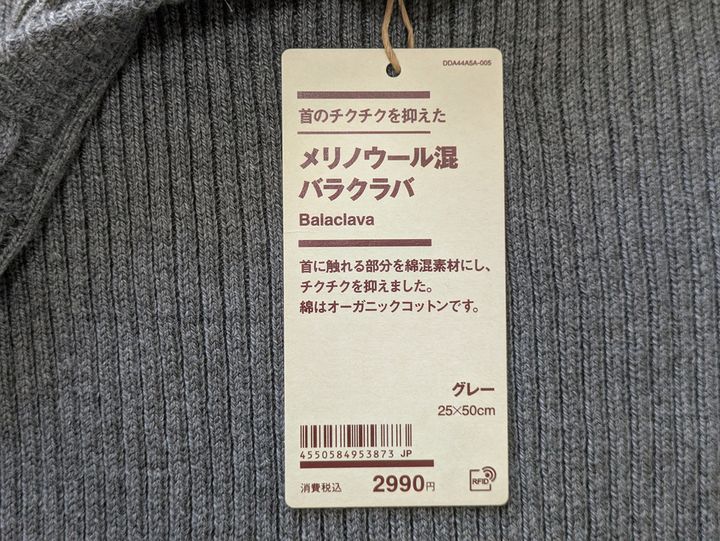 DDA44A5A-005
首のチクチクを抑えた
メリノウール混
バラクラバ
Balaclava
首に触れる部分を綿混素材にし、
チクチクを抑えました。
綿はオーガニックコットンです。
グレー
25×50cm
4550584953873 JP
消費税込 2990円
RFID